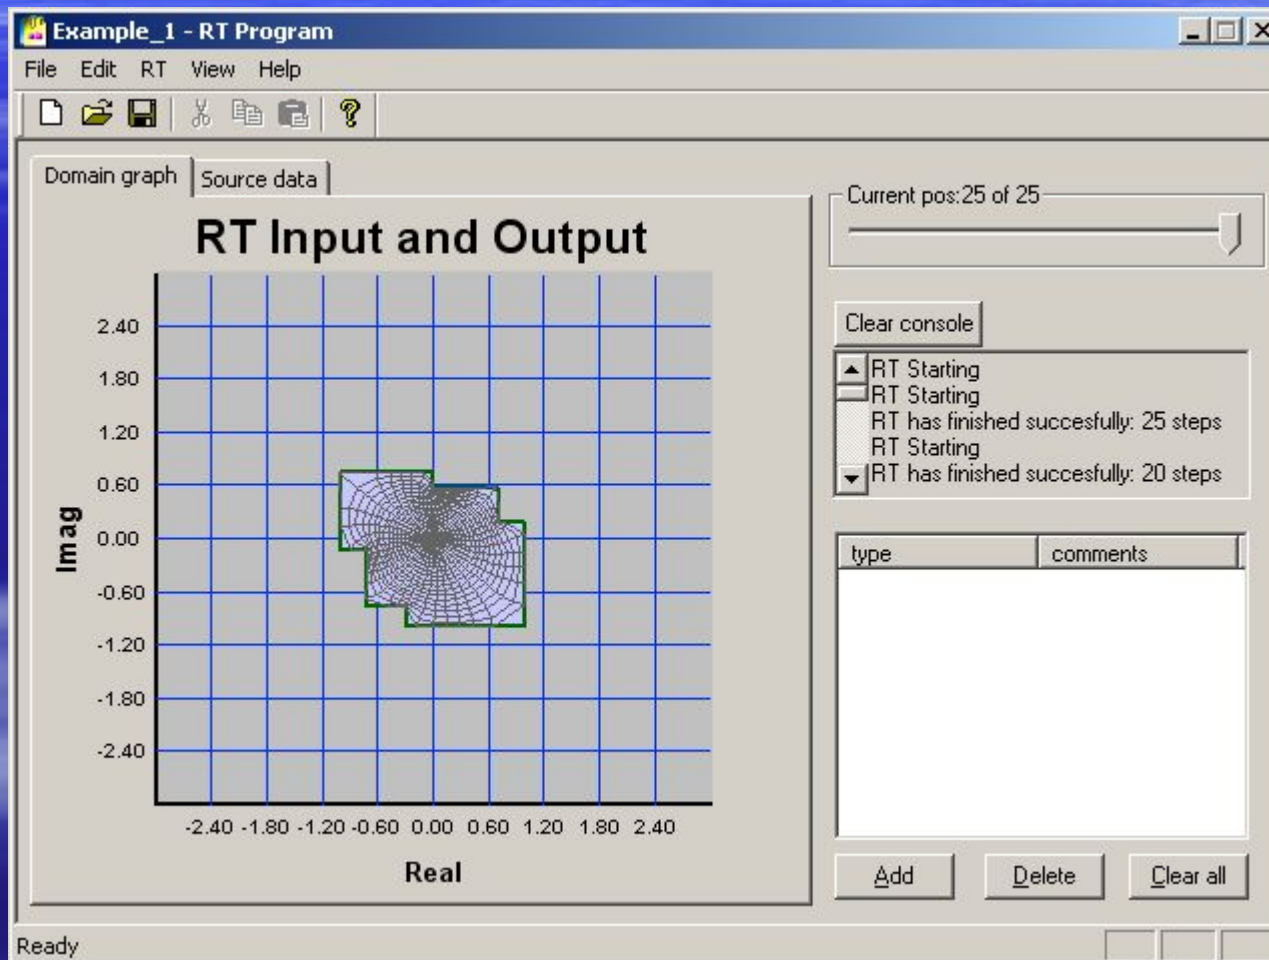 Example_1 - RT Program
File Edit RT View Help
Domain graph Source data
RT Input and Output
2.40
1.80
1.20
0.60
0.00
-0.60
-1.20
-1.80
-2.40
Imag
-2.40 -1.80 -1.20 -0.60 0.00 0.60 1.20 1.80 2.40
Real
Current pos:25 of 25
Clear console
RT Starting
RT Starting
RT has finished succesfully: 25 steps
RT Starting
RT has finished succesfully: 20 steps
type comments
Add Delete Clear all
Ready